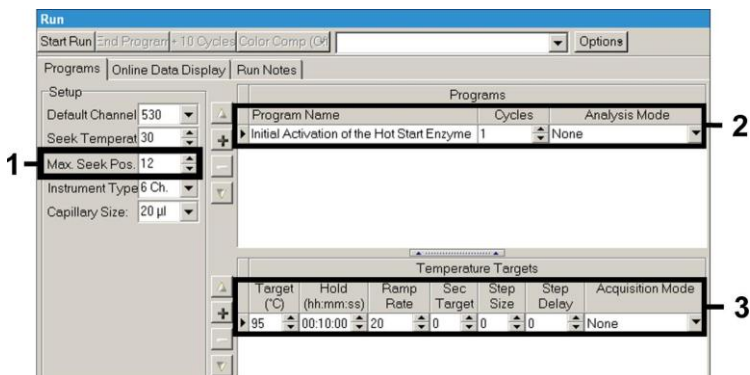 Run
Start Run End Program + 10 Cycles Color Comp (Off) Options
Programs Online Data Display Run Notes
Setup
Default Channel 530
Seek Temperat 30
Max. Seek Pos. 12
Instrument Type 6 Ch.
Capillary Size: 20 µl
Programs
Program Name Cycles Analysis Mode
Initial Activation of the Hot Start Enzyme 1 None
Temperature Targets
Target (°C) Hold (hh:mm:ss) Ramp Rate Sec Target Step Size Step Delay Acquisition Mode
95 00:10:00 20 0 0 0 None
1
2
3